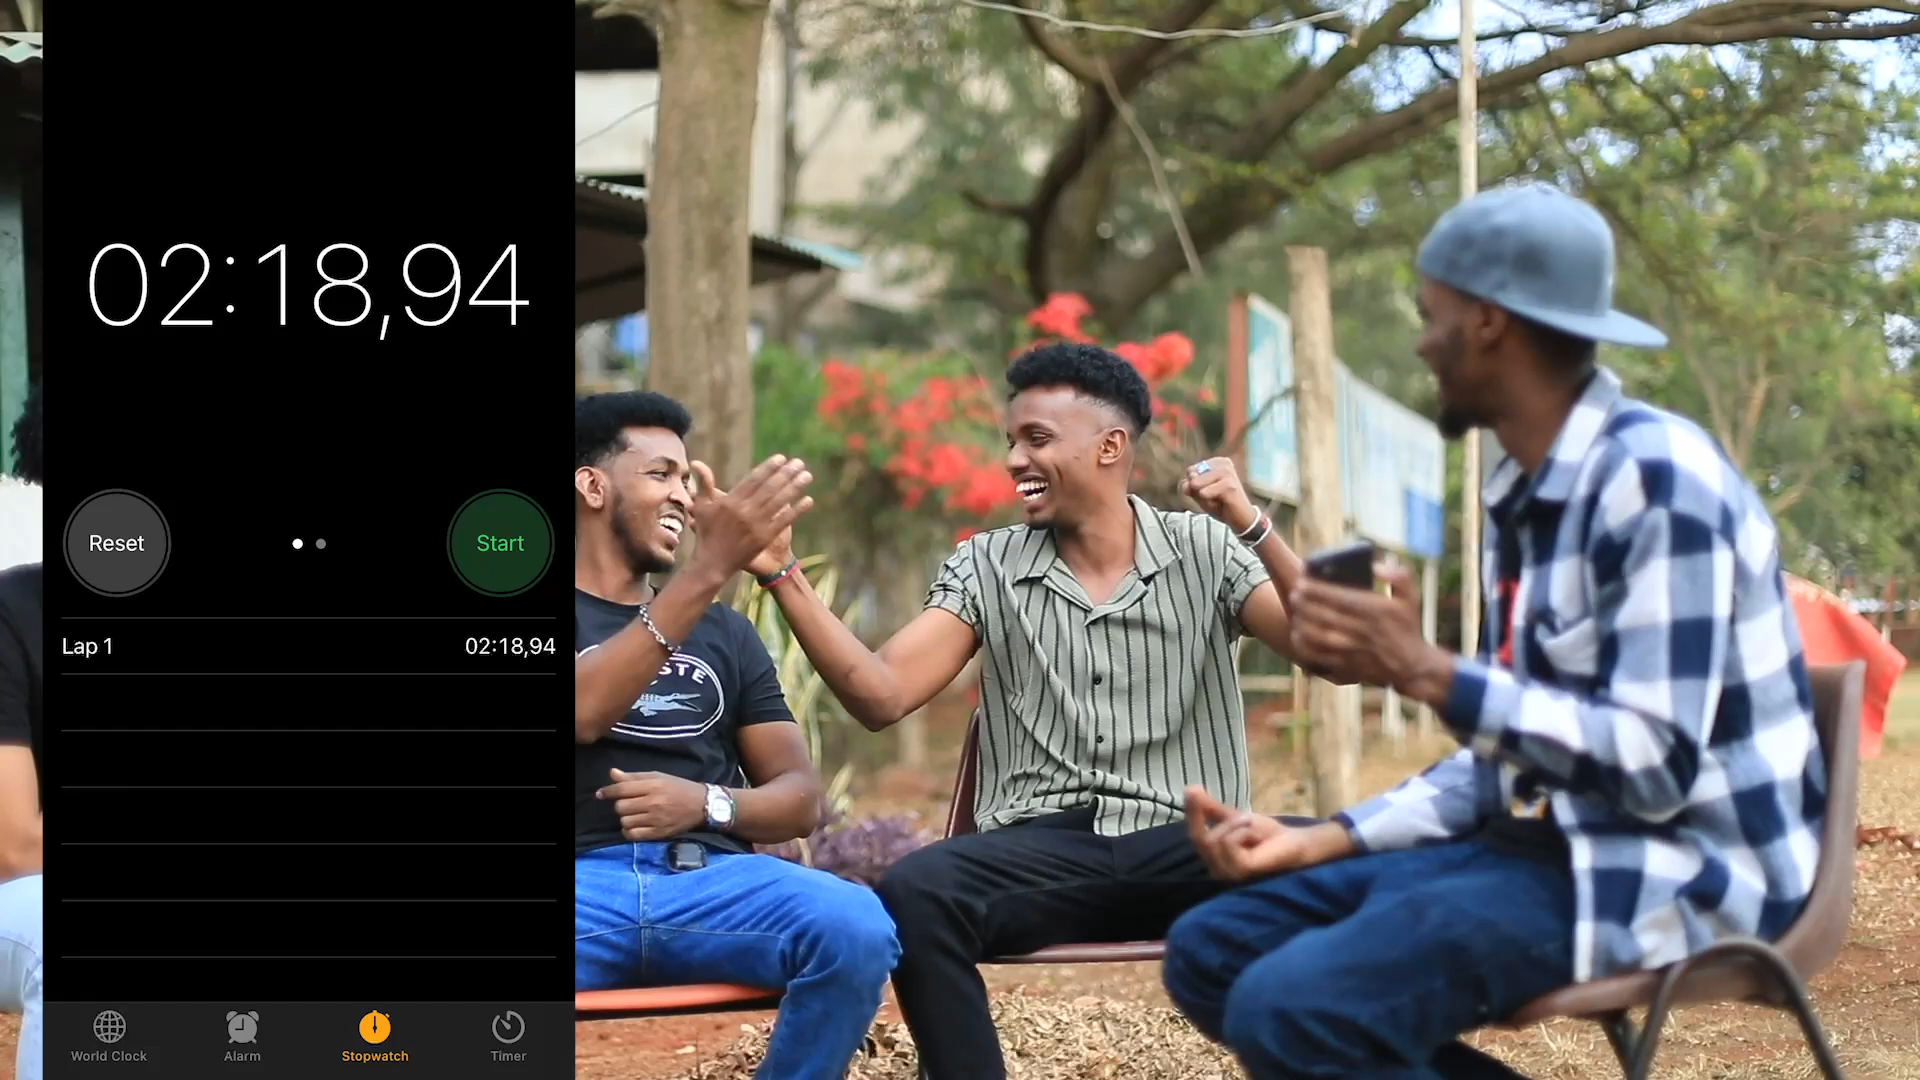 02:18,94
Reset
Start
Lap 1 02:18,94
World Clock Alarm Stopwatch Timer